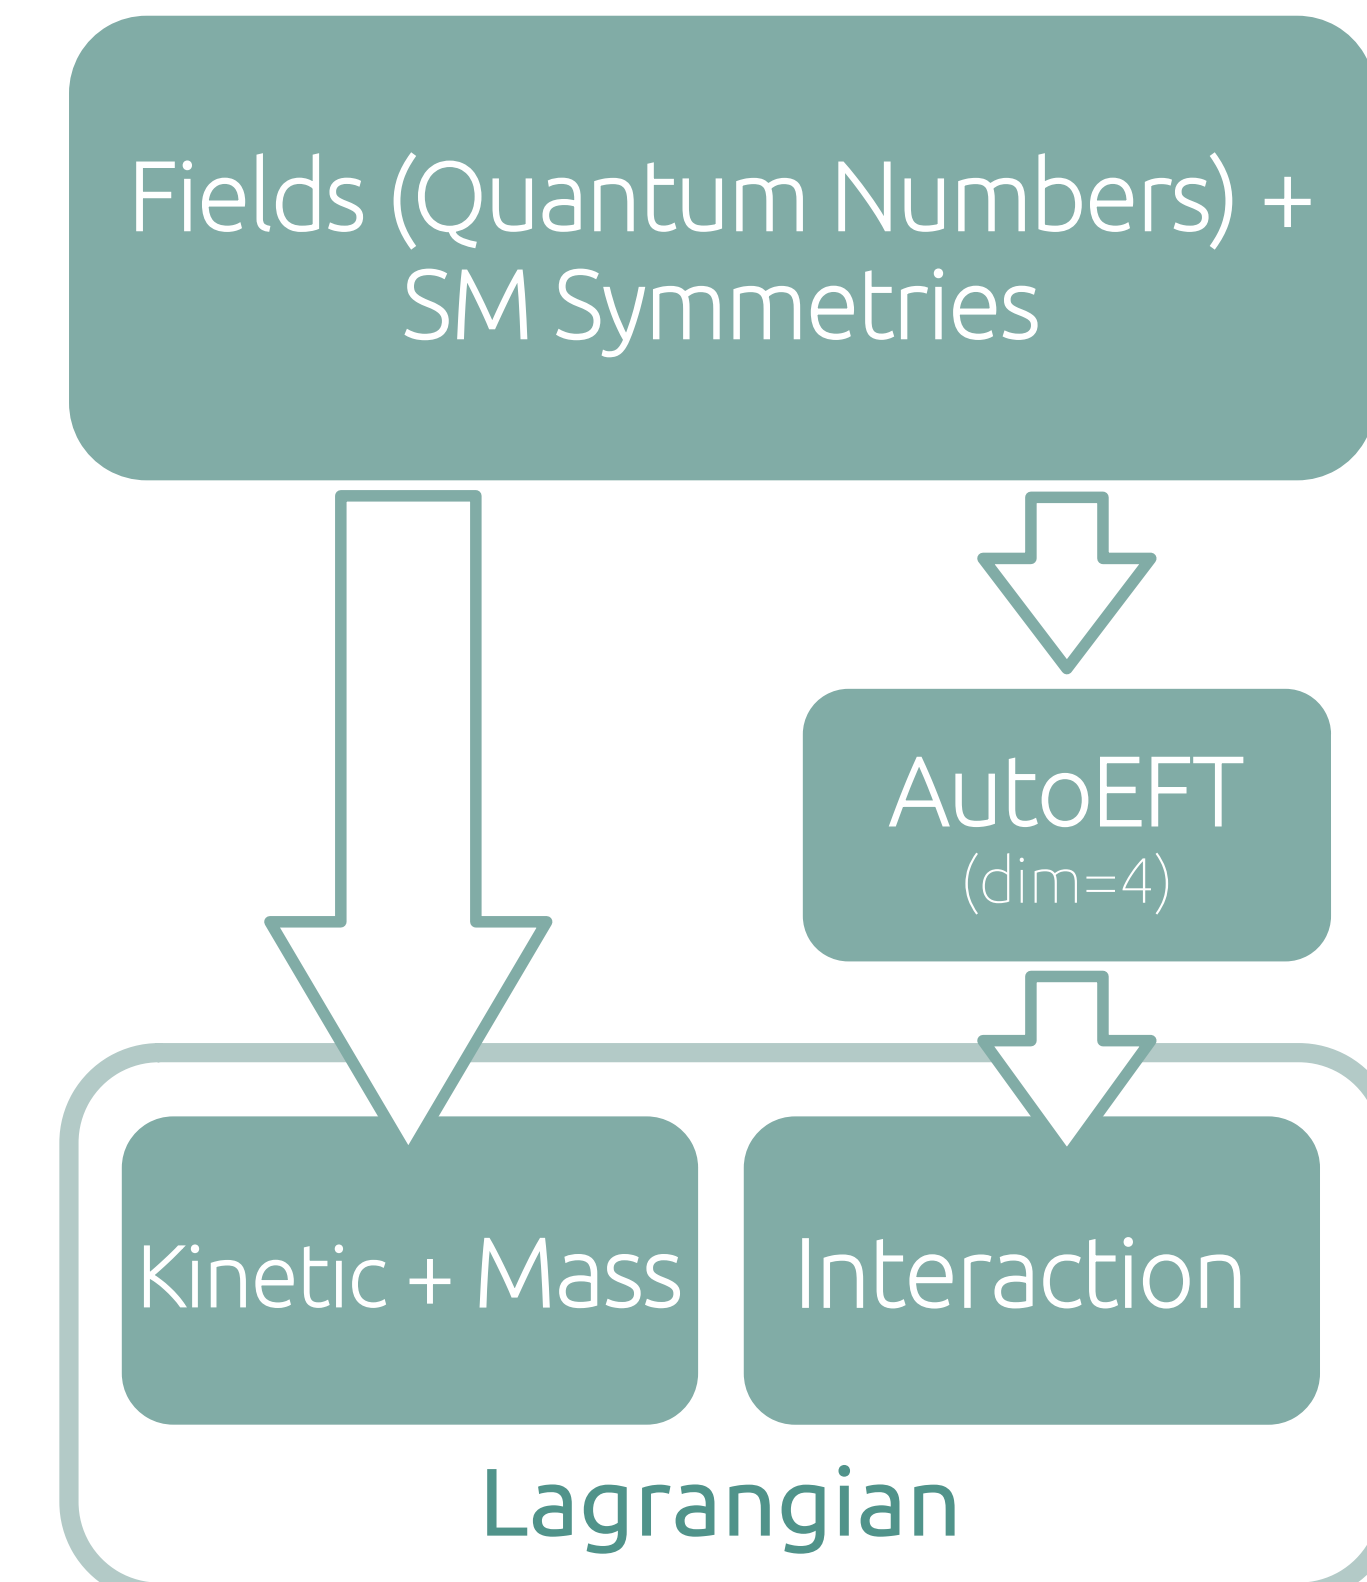 Fields (Quantum Numbers) +
SM Symmetries
AutoEFT
(dim=4)
Kinetic + Mass
Interaction
Lagrangian